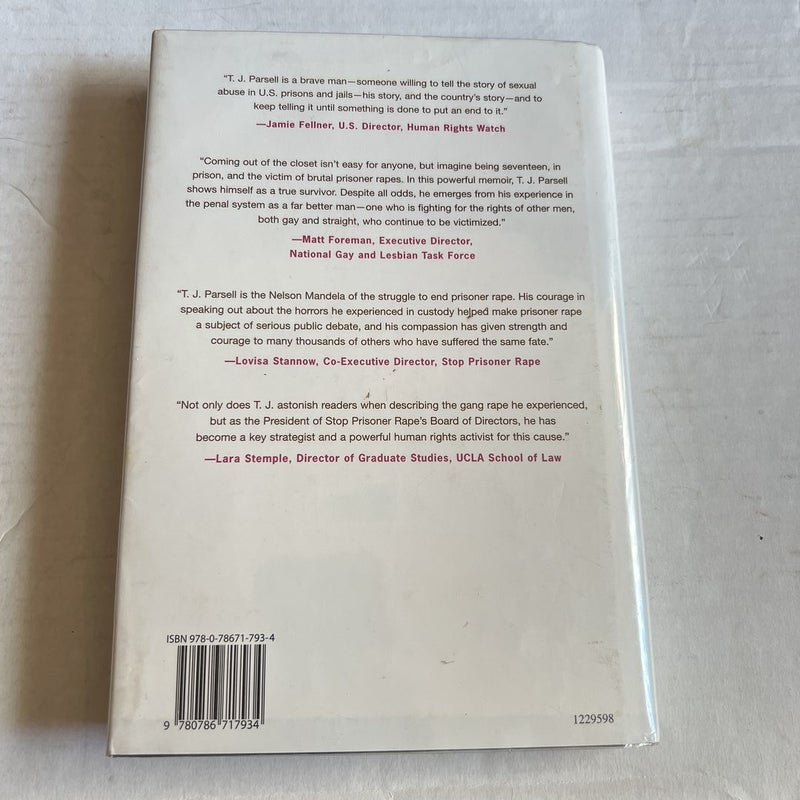 “T. J. Parsell is a brave man—someone willing to tell the story of sexual
abuse in U.S. prisons and jails—his story, and the country’s story—and to
keep telling it until something is done to put an end to it.”
—Jamie Fellner, U.S. Director, Human Rights Watch
“Coming out of the closet isn’t easy for anyone, but imagine being seventeen, in
prison, and the victim of brutal prisoner rapes. In this powerful memoir, T. J. Parsell
shows himself as a true survivor. Despite all odds, he emerges from his experience in
the penal system as a far better man—one who is fighting for the rights of other men,
both gay and straight, who continue to be victimized.”
—Matt Foreman, Executive Director,
National Gay and Lesbian Task Force
“T. J. Parsell is the Nelson Mandela of the struggle to end prisoner rape. His courage in
speaking out about the horrors he experienced in custody helped make prisoner rape
a subject of serious public debate, and his compassion has given strength and
courage to many thousands of others who have suffered the same fate.”
—Lovisa Stannow, Co-Executive Director, Stop Prisoner Rape
“Not only does T. J. astonish readers when describing the gang rape he experienced,
but as the President of Stop Prisoner Rape’s Board of Directors, he has
become a key strategist and a powerful human rights activist for this cause.”
—Lara Stemple, Director of Graduate Studies, UCLA School of Law
ISBN 978-0-78671-793-4
9 780786 717934
1229598